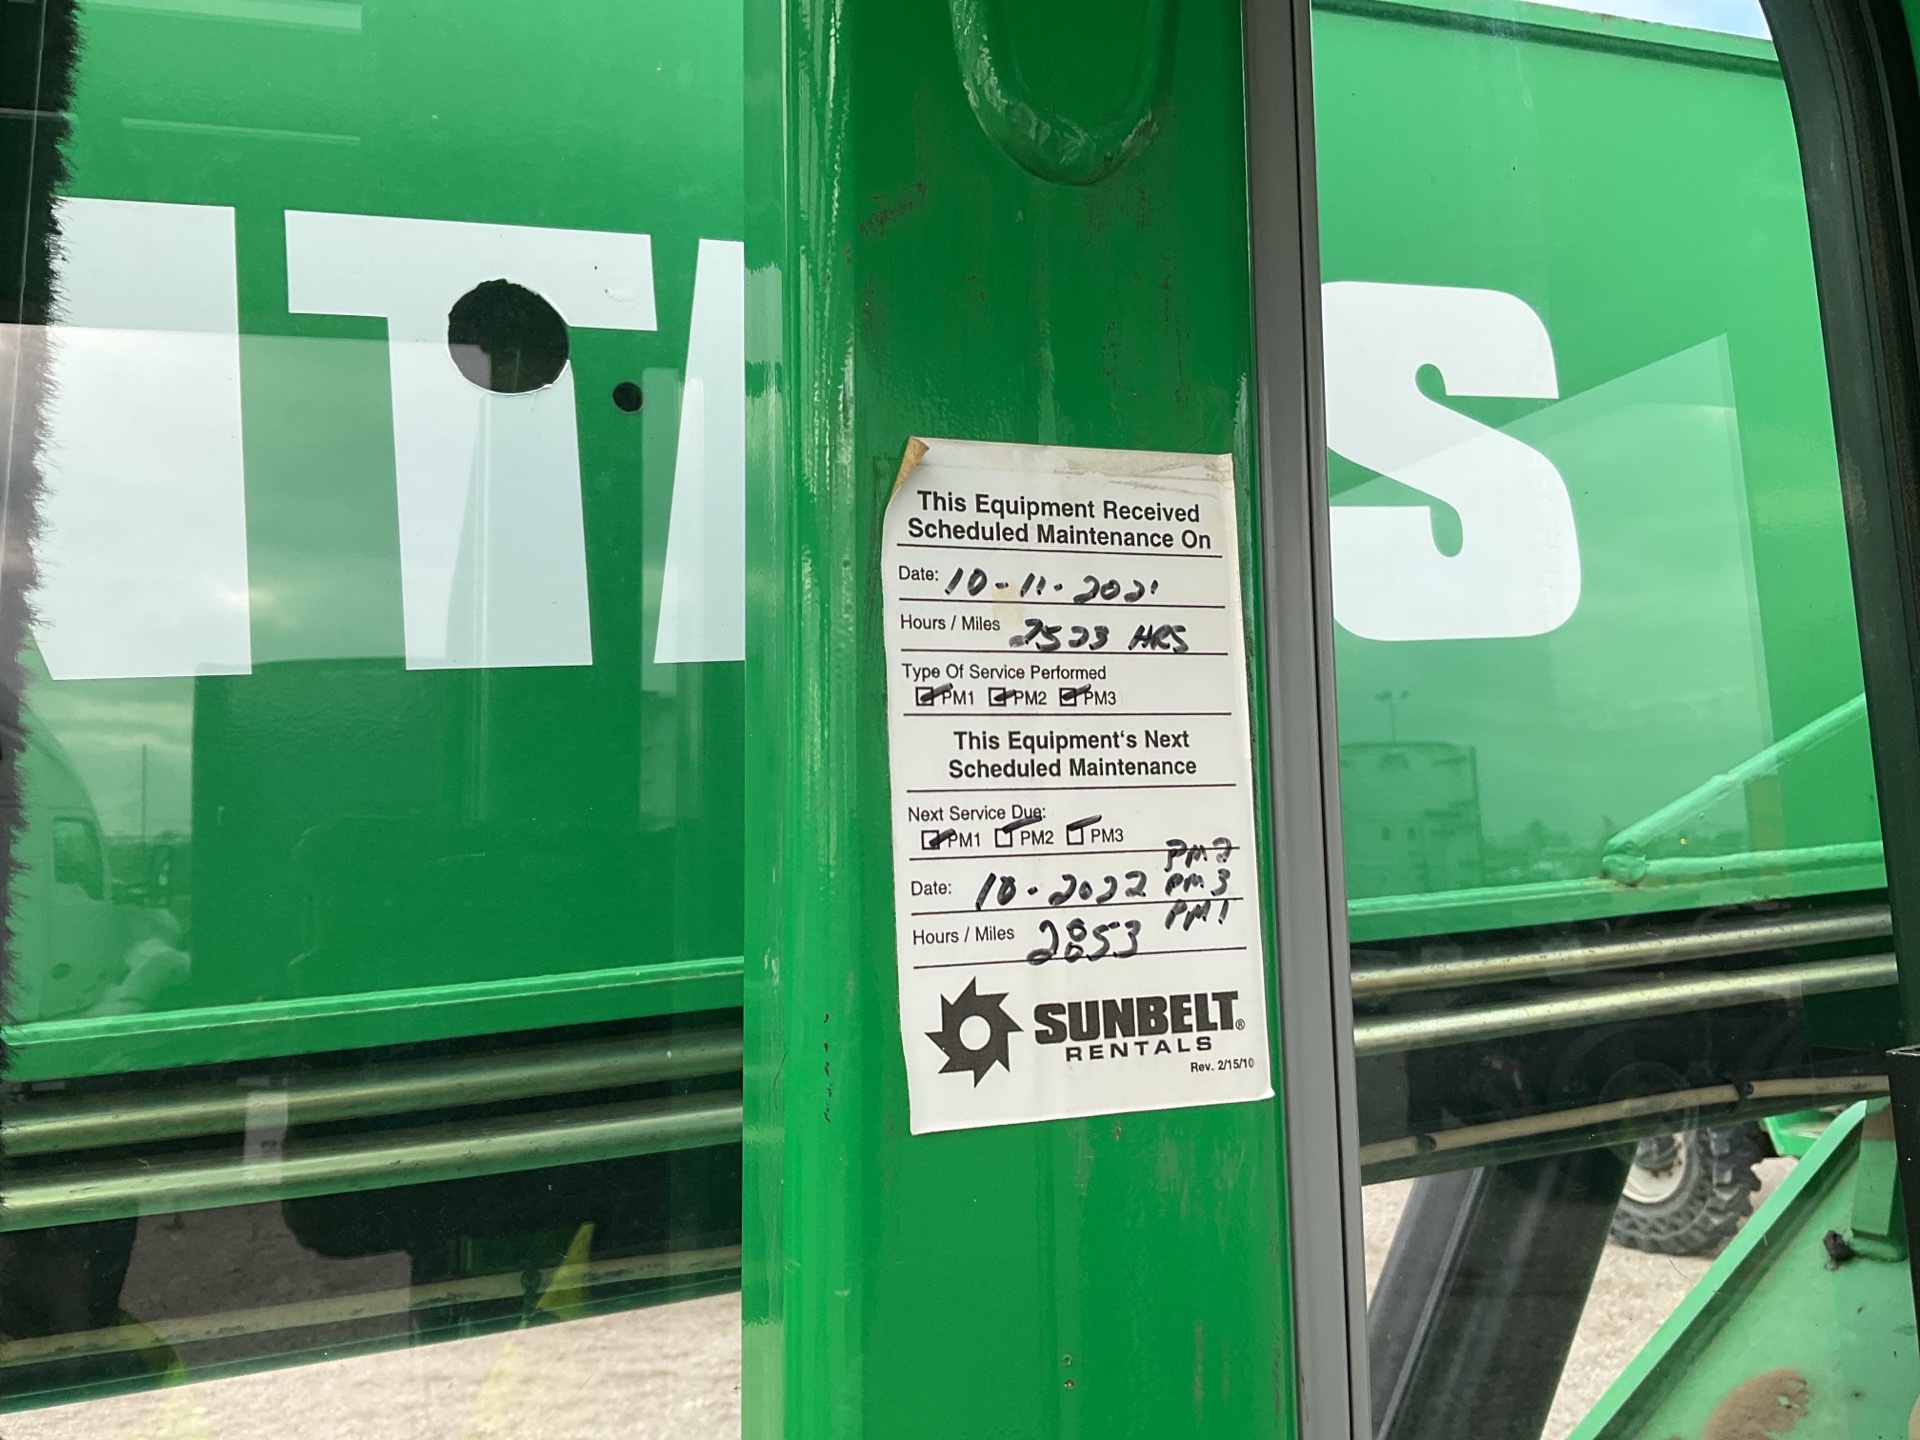 This Equipment Received
Scheduled Maintenance On
Date: 10-11-2021
Hours / Miles 2523 HRS
Type Of Service Performed
PM1 PM2 PM3
This Equipment's Next
Scheduled Maintenance
Next Service Due:
PM1 PM2 PM3
PM2
Date: 10-2022 PM3
PM1
Hours / Miles 2853
SUNBELT®
RENTALS
Rev. 2/15/10